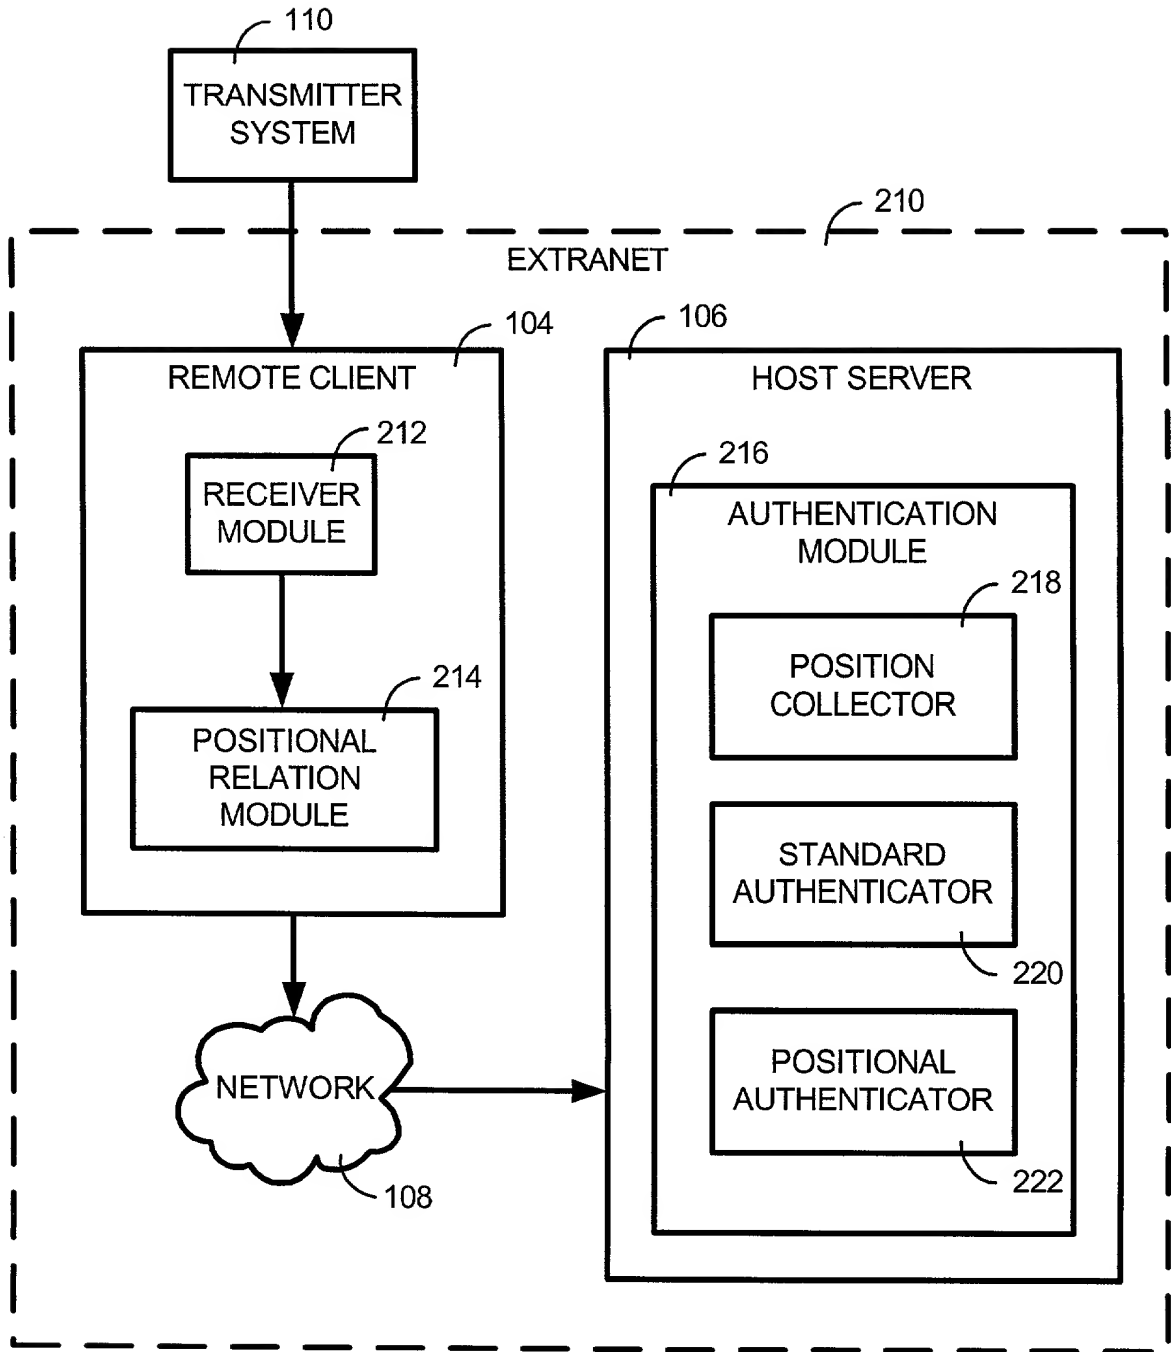 110
TRANSMITTER
SYSTEM
210
EXTRANET
104
REMOTE CLIENT
212
RECEIVER
MODULE
214
POSITIONAL
RELATION
MODULE
NETWORK
108
106
HOST SERVER
216
AUTHENTICATION
MODULE
218
POSITION
COLLECTOR
STANDARD
AUTHENTICATOR
220
POSITIONAL
AUTHENTICATOR
222